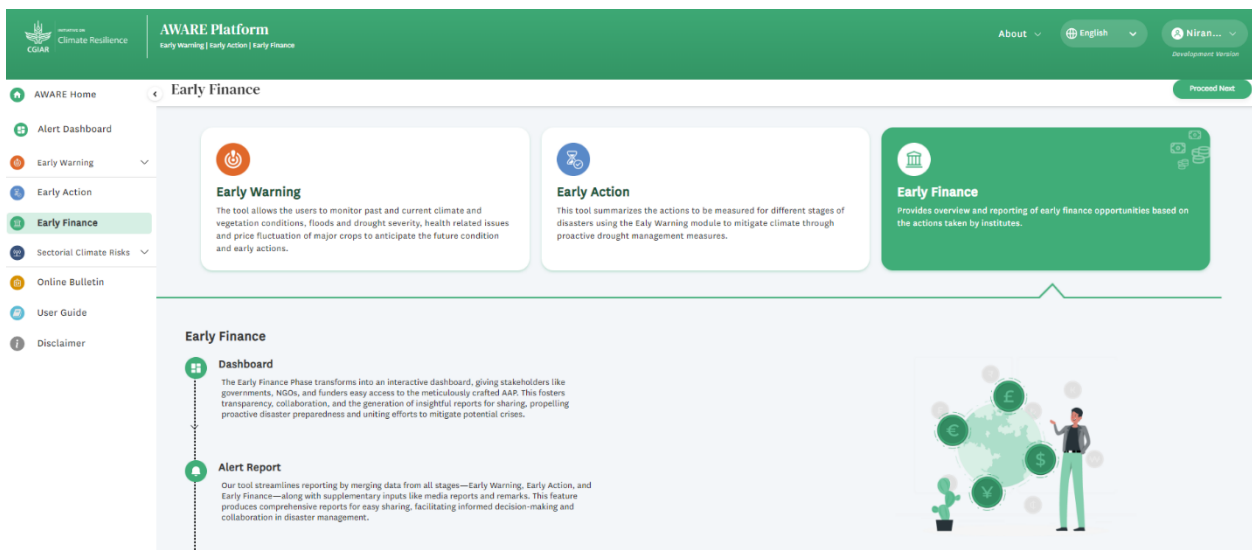 INITIATIVE ON
Climate Resilience
CGIAR
AWARE Platform
Early Warning | Early Action | Early Finance
About
English
Niran...
Development Version
AWARE Home
Alert Dashboard
Early Warning
Early Action
Early Finance
Sectorial Climate Risks
Online Bulletin
User Guide
Disclaimer
Early Finance
Proceed Next
Early Warning
The tool allows the users to monitor past and current climate and
vegetation conditions, floods and drought severity, health related issues
and price fluctuation of major crops to anticipate the future condition
and early actions.
Early Action
This tool summarizes the actions to be measured for different stages of
disasters using the Ealy Warning module to mitigate climate through
proactive drought management measures.
Early Finance
Provides overview and reporting of early finance opportunities based on
the actions taken by institutes.
Early Finance
Dashboard
The Early Finance Phase transforms into an interactive dashboard, giving stakeholders like
governments, NGOs, and funders easy access to the meticulously crafted AAP. This fosters
transparency, collaboration, and the generation of insightful reports for sharing, propelling
proactive disaster preparedness and uniting efforts to mitigate potential crises.
Alert Report
Our tool streamlines reporting by merging data from all stages—Early Warning, Early Action, and
Early Finance—along with supplementary inputs like media reports and remarks. This feature
produces comprehensive reports for easy sharing, facilitating informed decision-making and
collaboration in disaster management.
£
€
$
¥